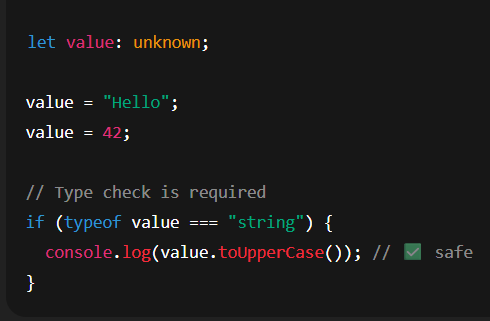 let value: unknown;
value = "Hello";
value = 42;
// Type check is required
if (typeof value === "string") {
  console.log(value.toUpperCase()); // ✅ safe
}